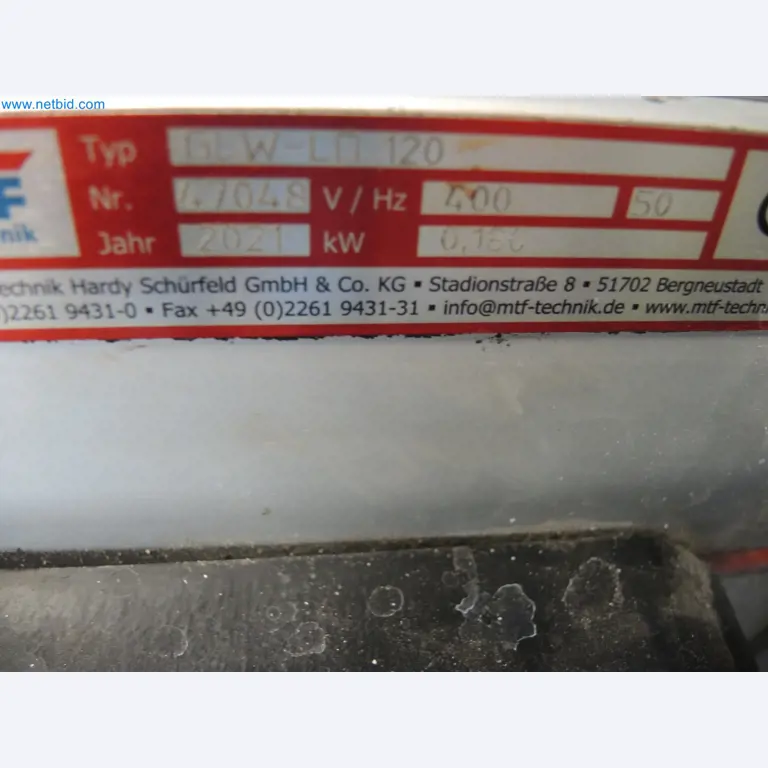 www.netbid.com
Typ 120
F
Nr. 47048 V / Hz 400 50
nik
Jahr 2021 kW
echnik Hardy Schürfeld GmbH & Co. KG ▪ Stadionstraße 8 ▪ 51702 Bergneustadt
)2261 9431-0 ▪ Fax +49 (0)2261 9431-31 ▪ info@mtf-technik.de ▪ www.mtf-techn